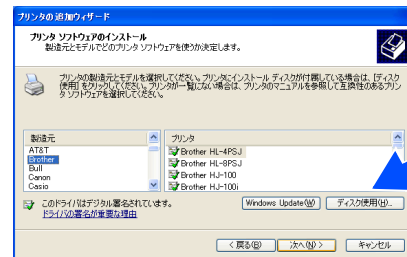 プリンタの追加ウィザード
プリンタ ソフトウェアのインストール
製造元とモデルでどのプリンタ ソフトウェアを使うか決定します。
プリンタの製造元とモデルを選択してください。プリンタにインストール ディスクが付属している場合は、[ディスク
使用] をクリックしてください。プリンタが一覧にない場合は、プリンタのマニュアルを参照して互換性のあるプリン
タ ソフトウェアを選択してください。
製造元
AT&T
Brother
Bull
Canon
Casio
プリンタ
Brother HL-4PSJ
Brother HL-8PSJ
Brother HJ-100
Brother HJ-100i
このドライバはデジタル署名されています。
ドライバの署名が重要な理由
Windows Update(W)
ディスク使用(H)...
< 戻る(B)
次へ(N) >
キャンセル